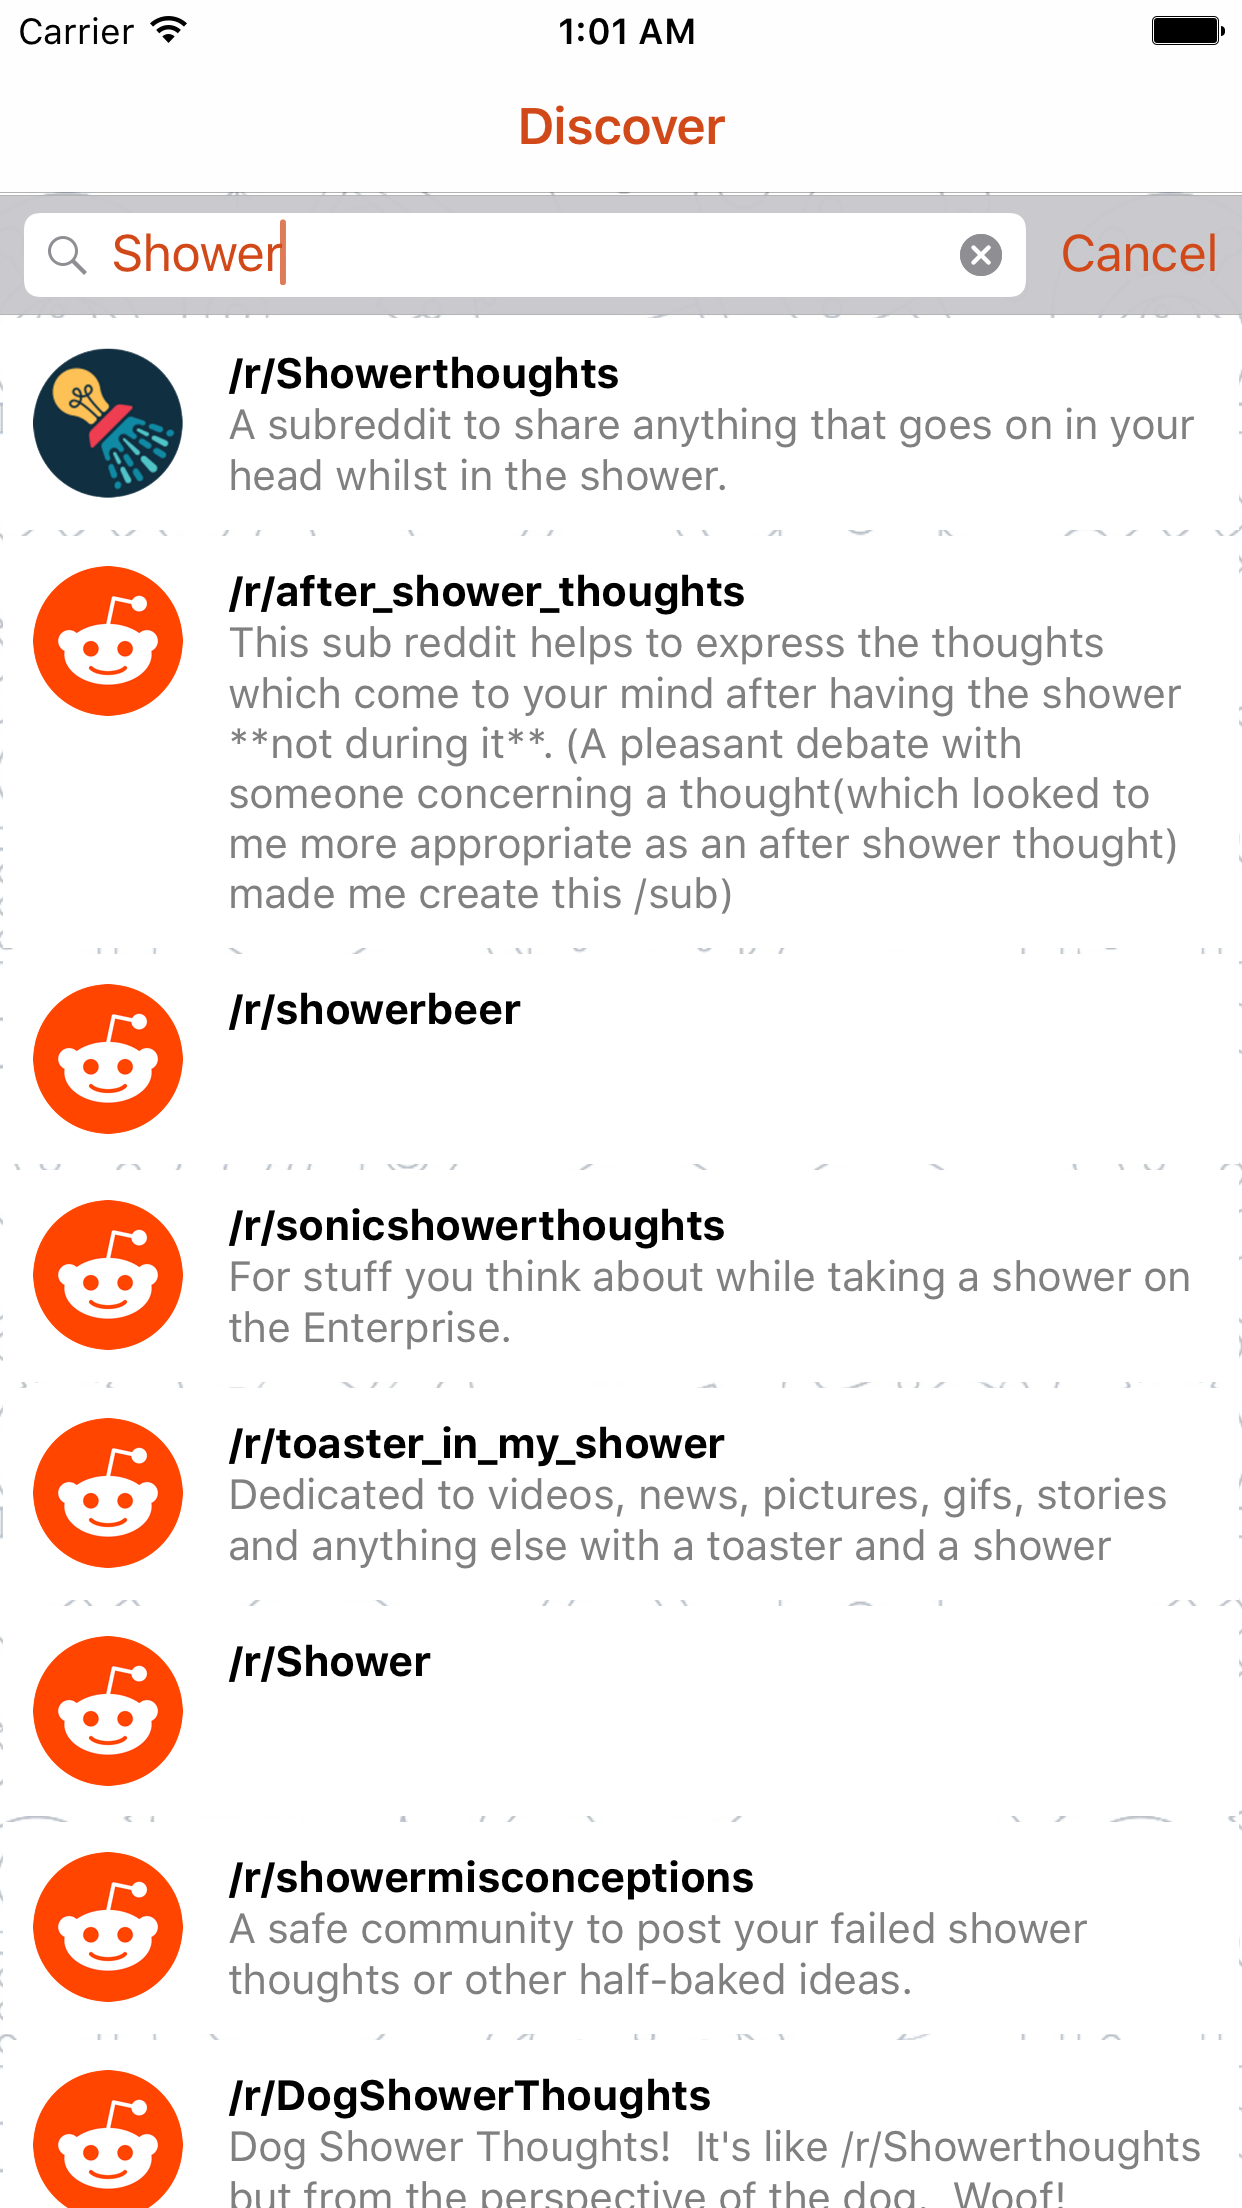 Carrier 1:01 AM
Discover
Shower Cancel
/r/Showerthoughts
A subreddit to share anything that goes on in your
head whilst in the shower.
/r/after_shower_thoughts
This sub reddit helps to express the thoughts
which come to your mind after having the shower
**not during it**. (A pleasant debate with
someone concerning a thought(which looked to
me more appropriate as an after shower thought)
made me create this /sub)
/r/showerbeer
/r/sonicshowerthoughts
For stuff you think about while taking a shower on
the Enterprise.
/r/toaster_in_my_shower
Dedicated to videos, news, pictures, gifs, stories
and anything else with a toaster and a shower
/r/Shower
/r/showermisconceptions
A safe community to post your failed shower
thoughts or other half-baked ideas.
/r/DogShowerThoughts
Dog Shower Thoughts!  It's like /r/Showerthoughts
but from the perspective of the dog.  Woof!